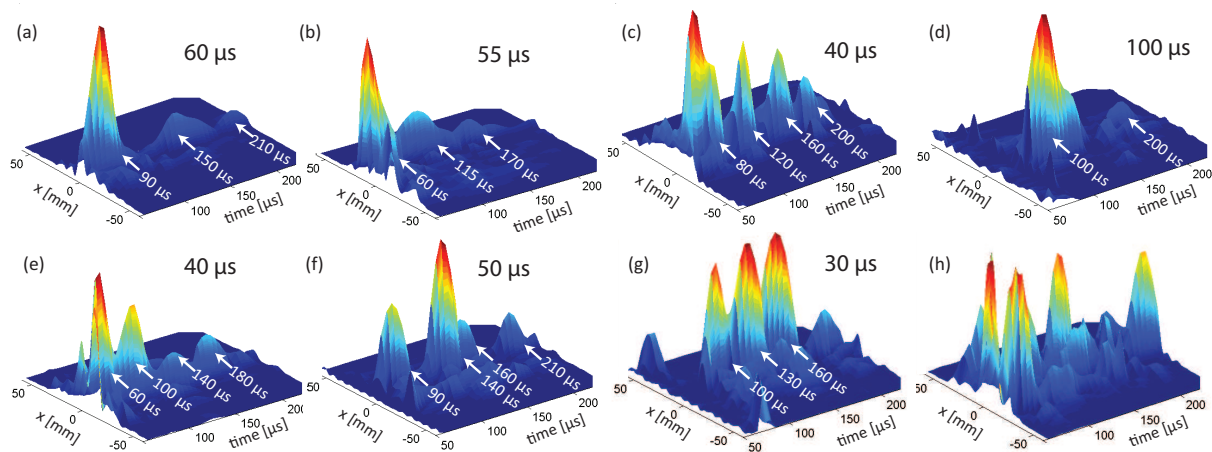 (a)
60 µs
50
0
-50
x [mm]
100
150
200
time [µs]
90 µs
150 µs
210 µs
(b)
55 µs
50
0
-50
x [mm]
100
150
200
time [µs]
60 µs
115 µs
170 µs
(c)
40 µs
50
0
-50
x [mm]
50
100
150
200
time [µs]
80 µs
120 µs
160 µs
200 µs
(d)
100 µs
50
0
-50
x [mm]
50
100
150
200
time [µs]
100 µs
200 µs
(e)
40 µs
50
0
-50
x [mm]
100
150
200
time [µs]
60 µs
100 µs
140 µs
180 µs
(f)
50 µs
50
0
-50
x [mm]
50
100
150
200
time [µs]
90 µs
140 µs
160 µs
210 µs
(g)
30 µs
50
0
-50
x [mm]
50
100
150
200
time [µs]
100 µs
130 µs
160 µs
(h)
50
0
-50
x [mm]
100
150
200
time [µs]